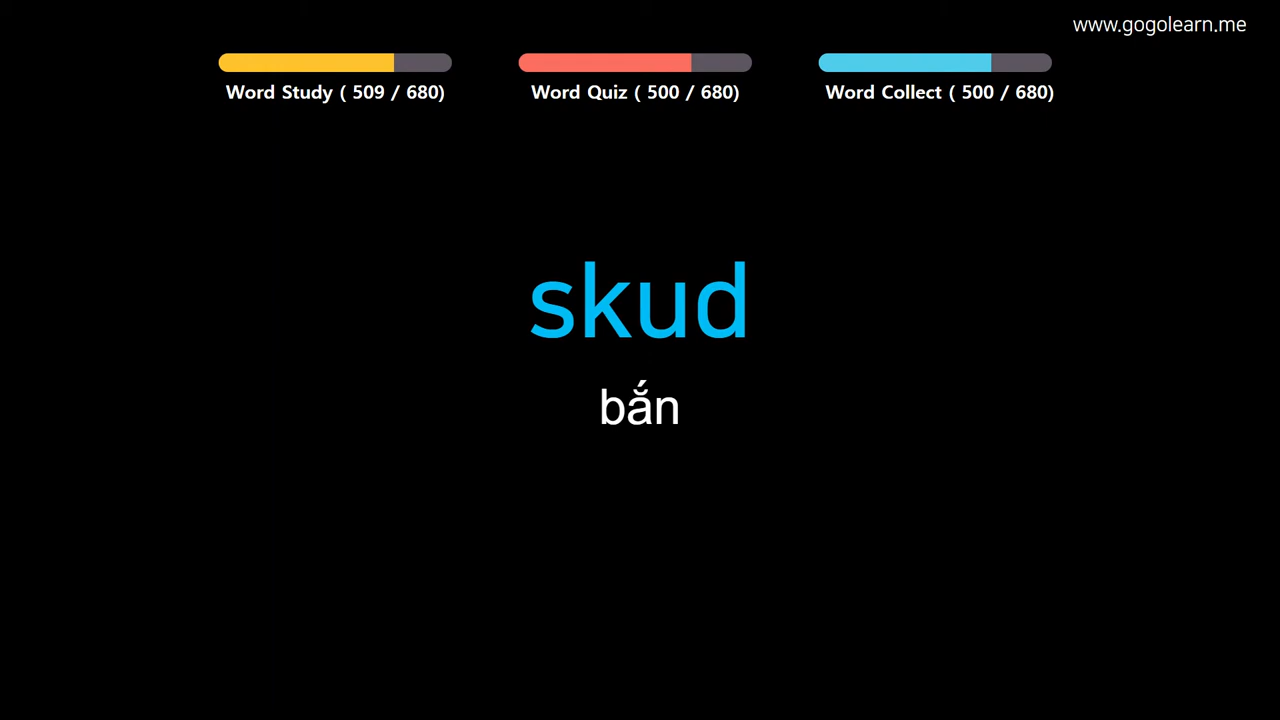 www.gogolearn.me
Word Study ( 509 / 680)
Word Quiz ( 500 / 680)
Word Collect ( 500 / 680)
skud
bắn